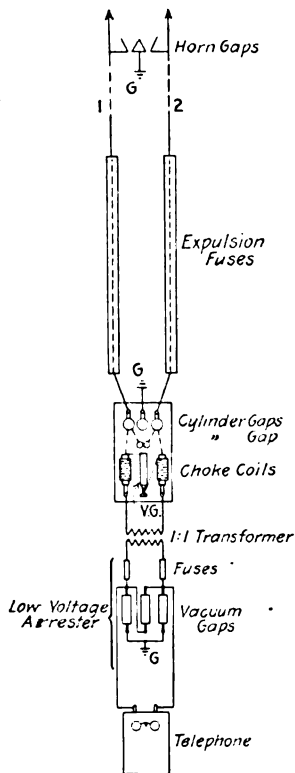 Horn Gaps
G
1
2
Expulsion
Fuses
G
Cylinder Gaps
" Gap
Choke Coils
V.G.
1:1 Transformer
Fuses
Low Voltage
Arrester
Vacuum
Gaps
G
Telephone